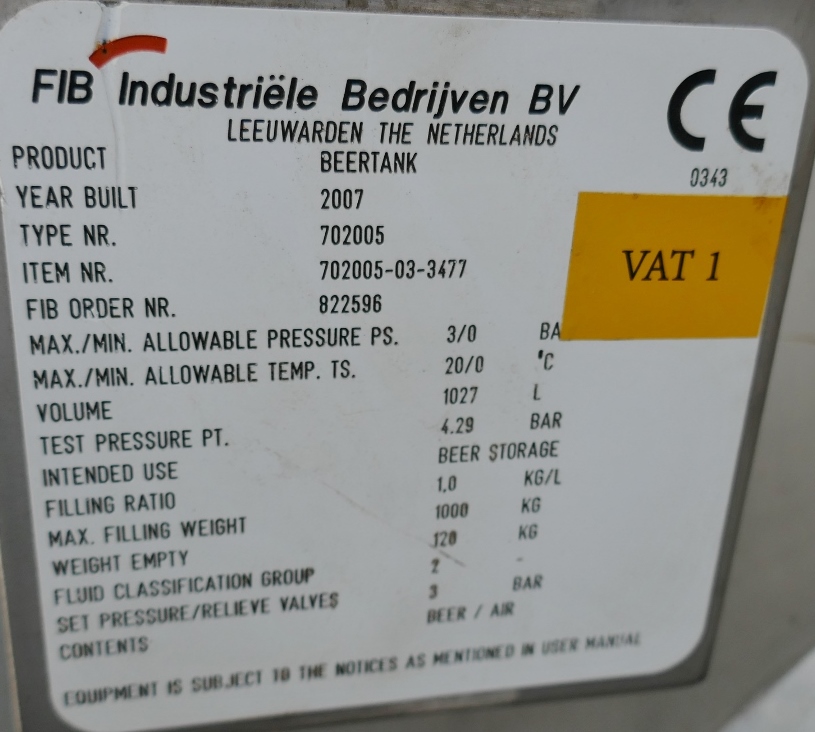 FIB Industriële Bedrijven BV
LEEUWARDEN THE NETHERLANDS
CE
0343
PRODUCT BEERTANK
YEAR BUILT 2007
TYPE NR. 702005
ITEM NR. 702005-03-3477
FIB ORDER NR. 822596
VAT 1
MAX./MIN. ALLOWABLE PRESSURE PS. 3/0 BA
MAX./MIN. ALLOWABLE TEMP. TS. 20/0 °C
VOLUME 1027 L
TEST PRESSURE PT. 4.29 BAR
INTENDED USE BEER STORAGE
FILLING RATIO 1,0 KG/L
MAX. FILLING WEIGHT 1000 KG
WEIGHT EMPTY 120 KG
FLUID CLASSIFICATION GROUP 2 -
SET PRESSURE/RELIEVE VALVES 3 BAR
CONTENTS BEER / AIR
EQUIPMENT IS SUBJECT TO THE NOTICES AS MENTIONED IN USER MANUAL